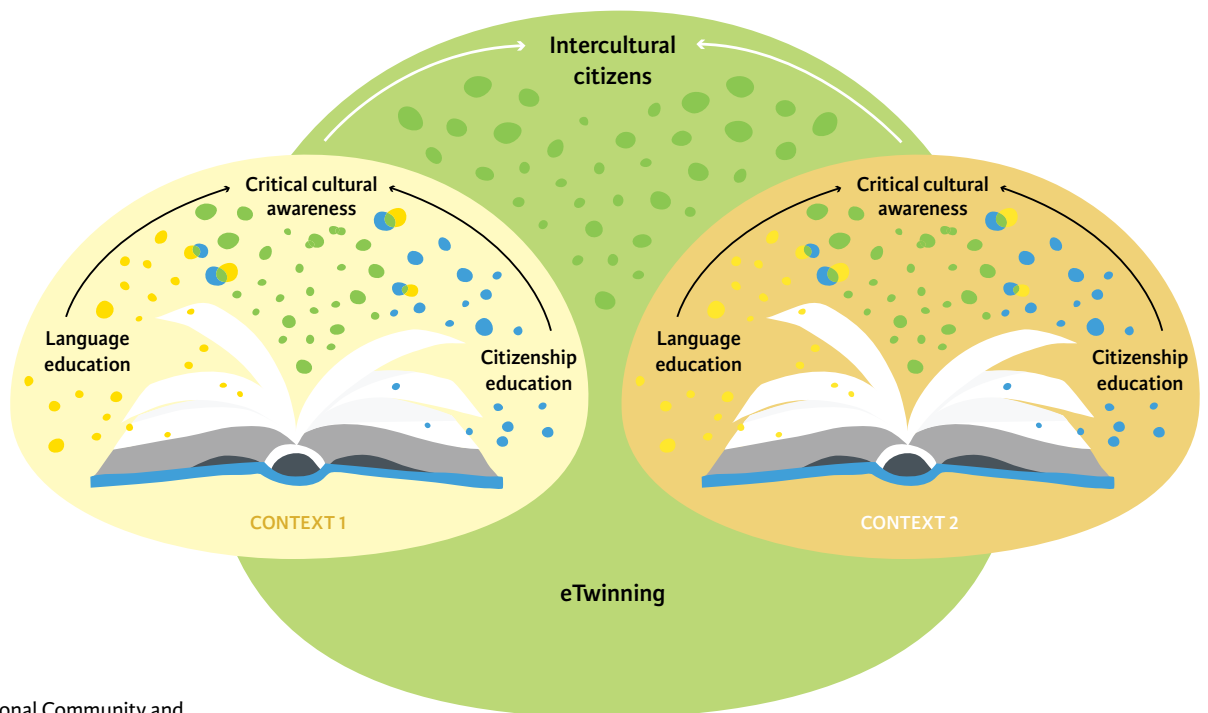 Intercultural
citizens
Critical cultural
awareness
Language
education
Citizenship
education
CONTEXT 1
Critical cultural
awareness
Language
education
Citizenship
education
CONTEXT 2
eTwinning
onal Community and